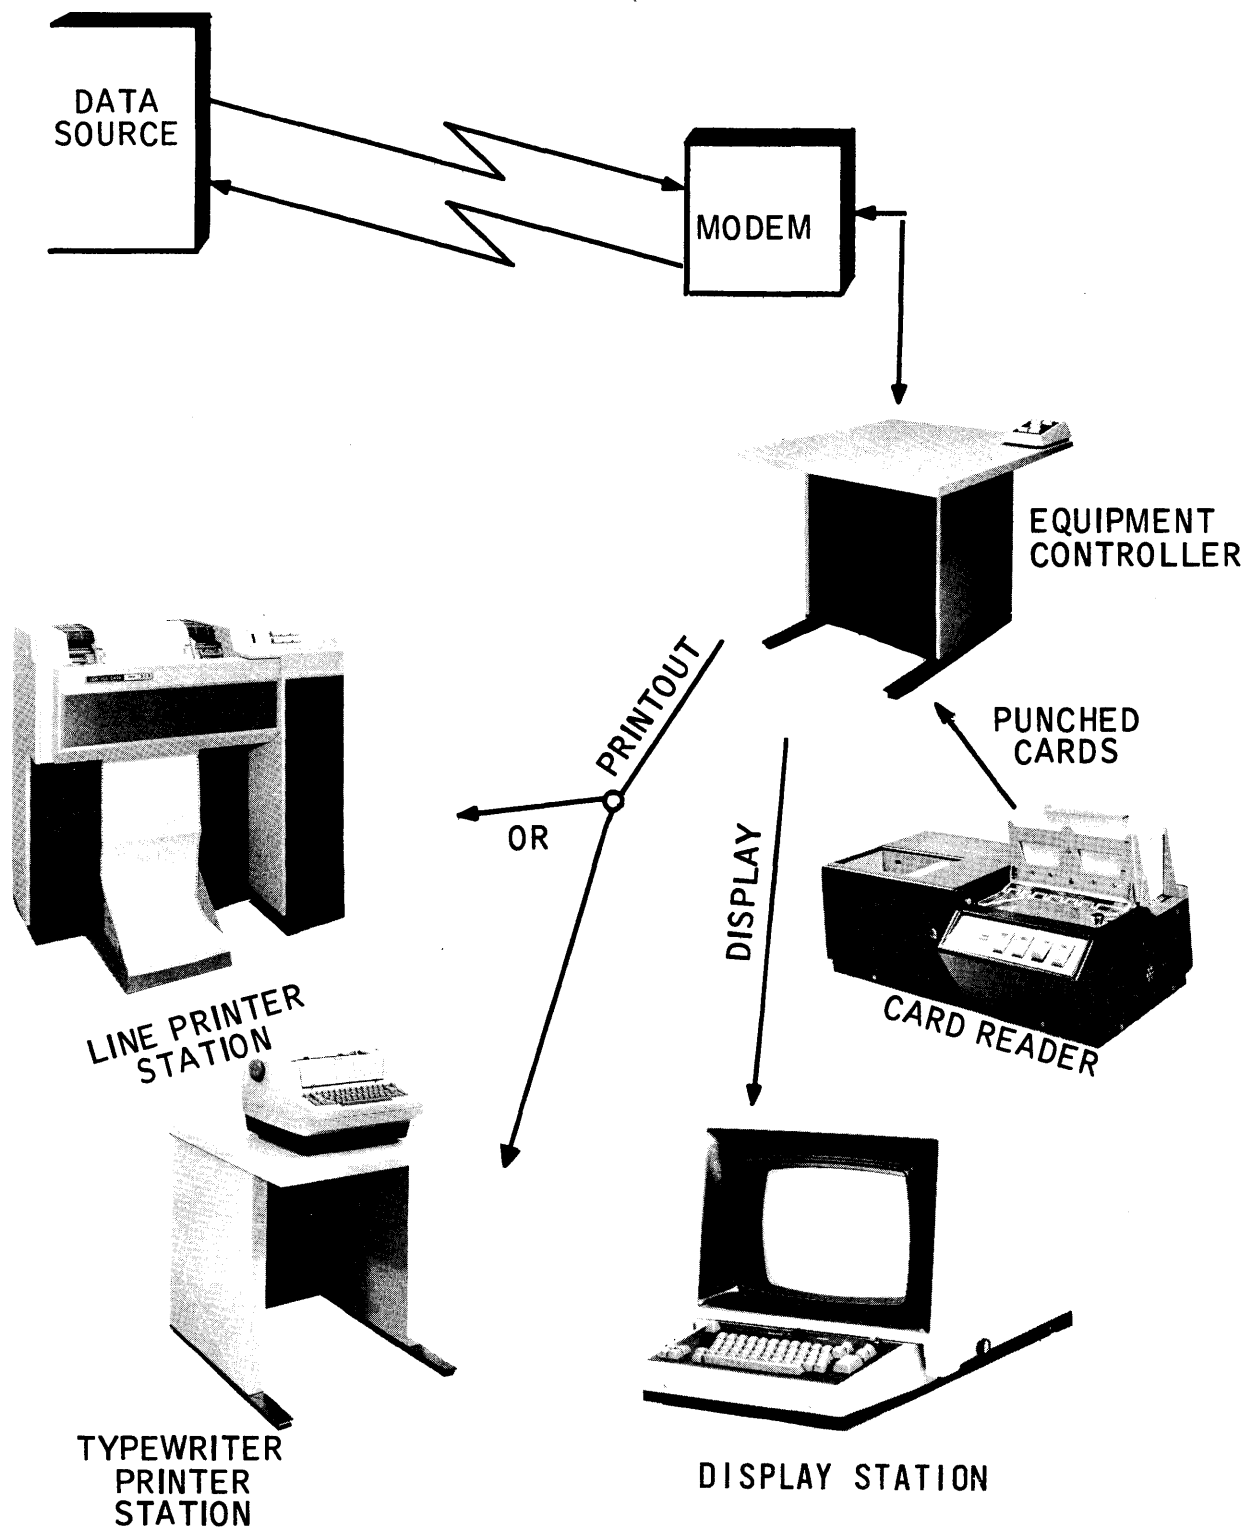 DATA
SOURCE
MODEM
EQUIPMENT
CONTROLLER
PRINTOUT
PUNCHED
CARDS
OR
DISPLAY
CARD READER
LINE PRINTER
STATION
TYPEWRITER
PRINTER
STATION
DISPLAY STATION